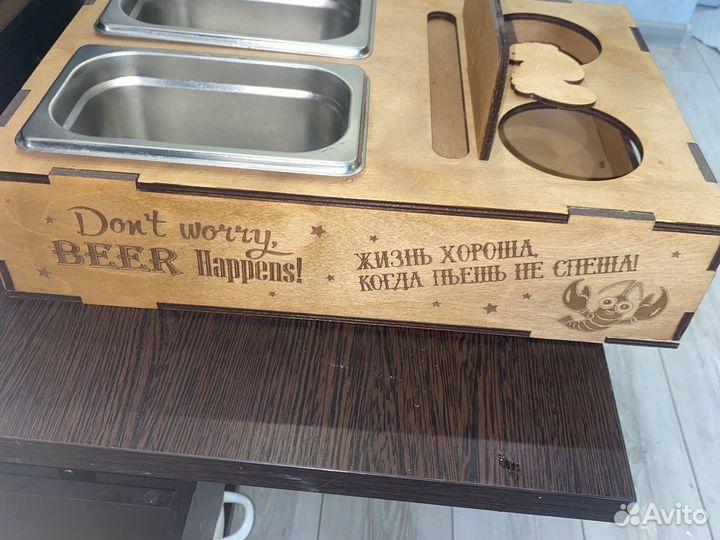 Don't worry,
BEER Happens!
ЖИЗНЬ ХОРОША,
КОГДА ПЬЕШЬ НЕ СПЕША!
Avito